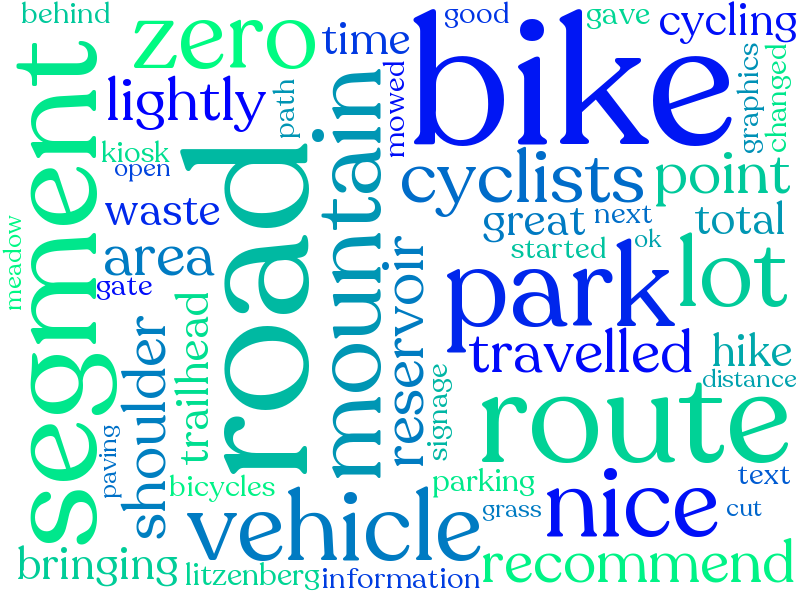 behind
zero
time
good
gave
cycling
bike
lightly
path
mowed
graphics
changed
segment
road
mountain
kiosk
open
cyclists
point
waste
great
next
total
area
started
ok
meadow
gate
reservoir
park
lot
shoulder
trailhead
travelled
hike
distance
signage
route
paving
bicycles
parking
text
vehicle
grass
nice
cut
bringing
litzenberg
information
recommend